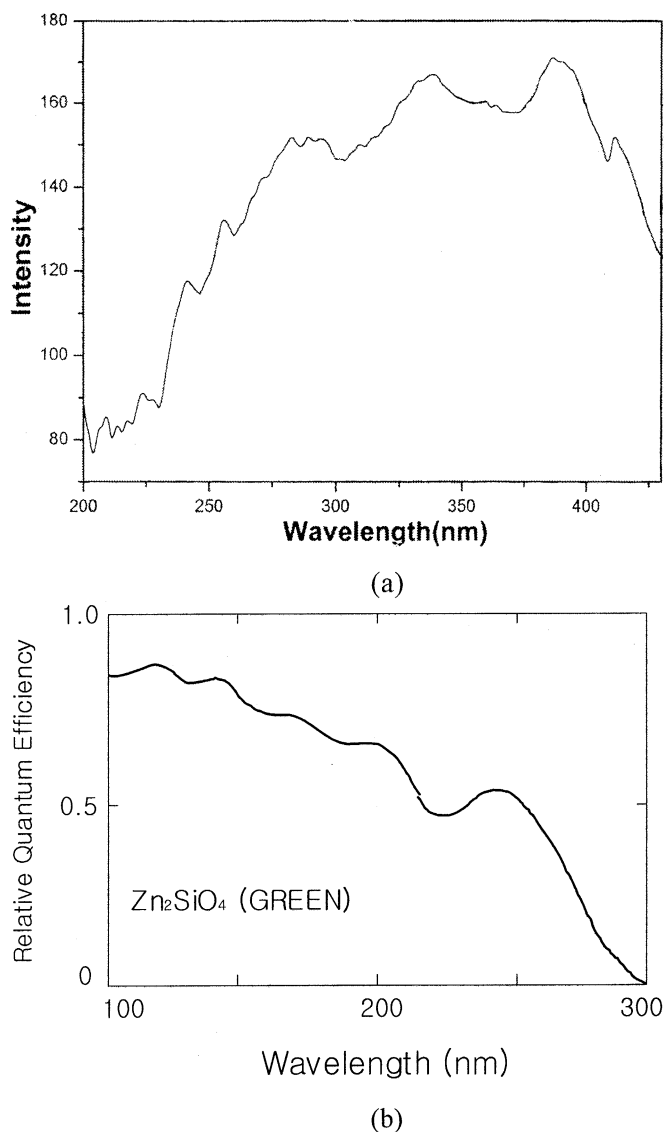 180
160
140
120
100
80
Intensity
200 250 300 350 400
Wavelength(nm)
(a)
1.0
0.5
0
Relative Quantum Efficiency
Zn₂SiO₄ (GREEN)
100 200 300
Wavelength (nm)
(b)